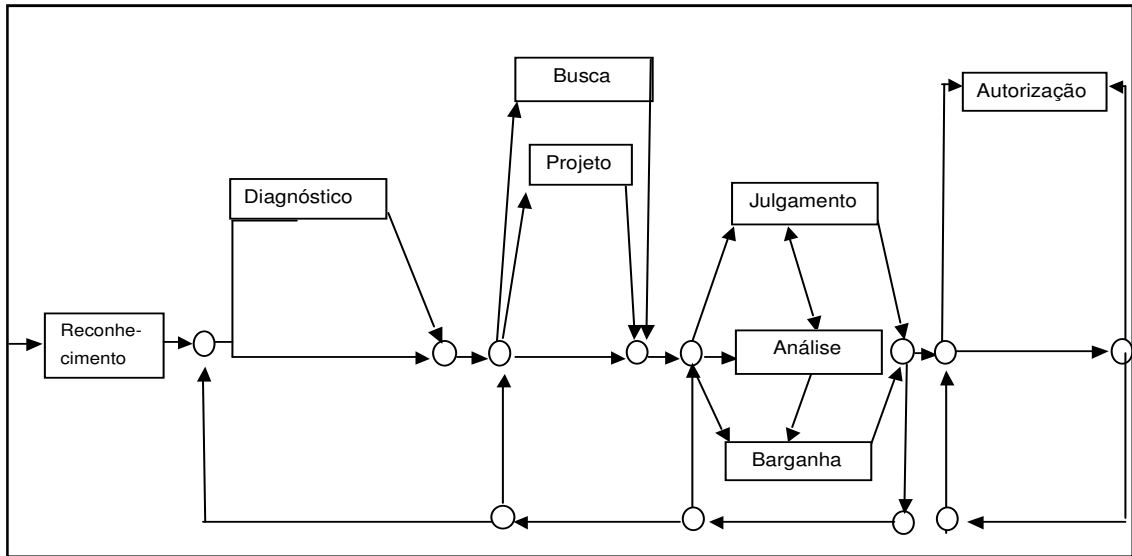 Busca
Autorização
Projeto
Diagnóstico
Julgamento
Reconhe-
cimento
Análise
Barganha